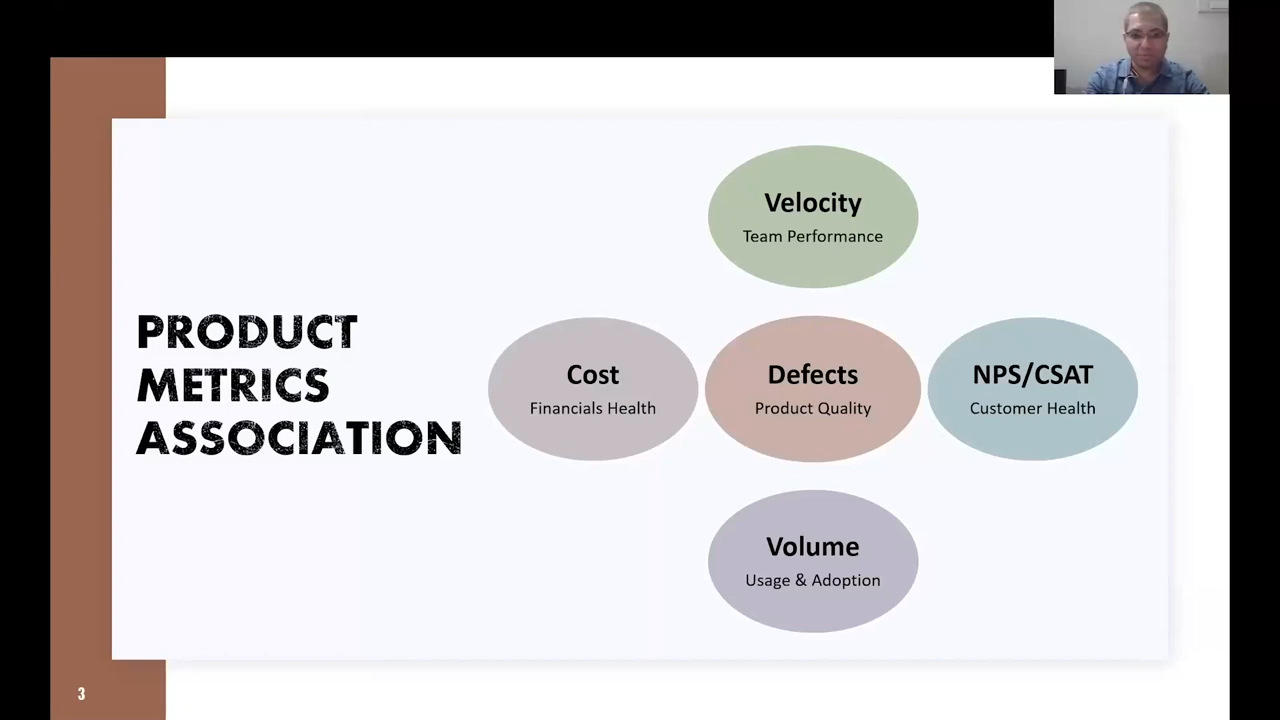 PRODUCT
METRICS
ASSOCIATION
Velocity
Team Performance
Cost
Financials Health
Defects
Product Quality
NPS/CSAT
Customer Health
Volume
Usage & Adoption
3